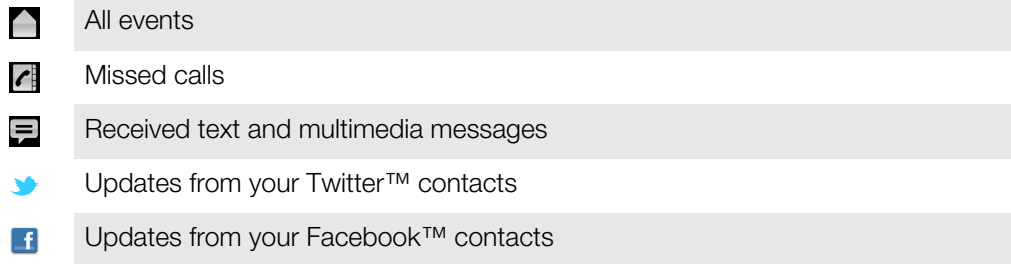 All events
Missed calls
Received text and multimedia messages
Updates from your Twitter™ contacts
Updates from your Facebook™ contacts